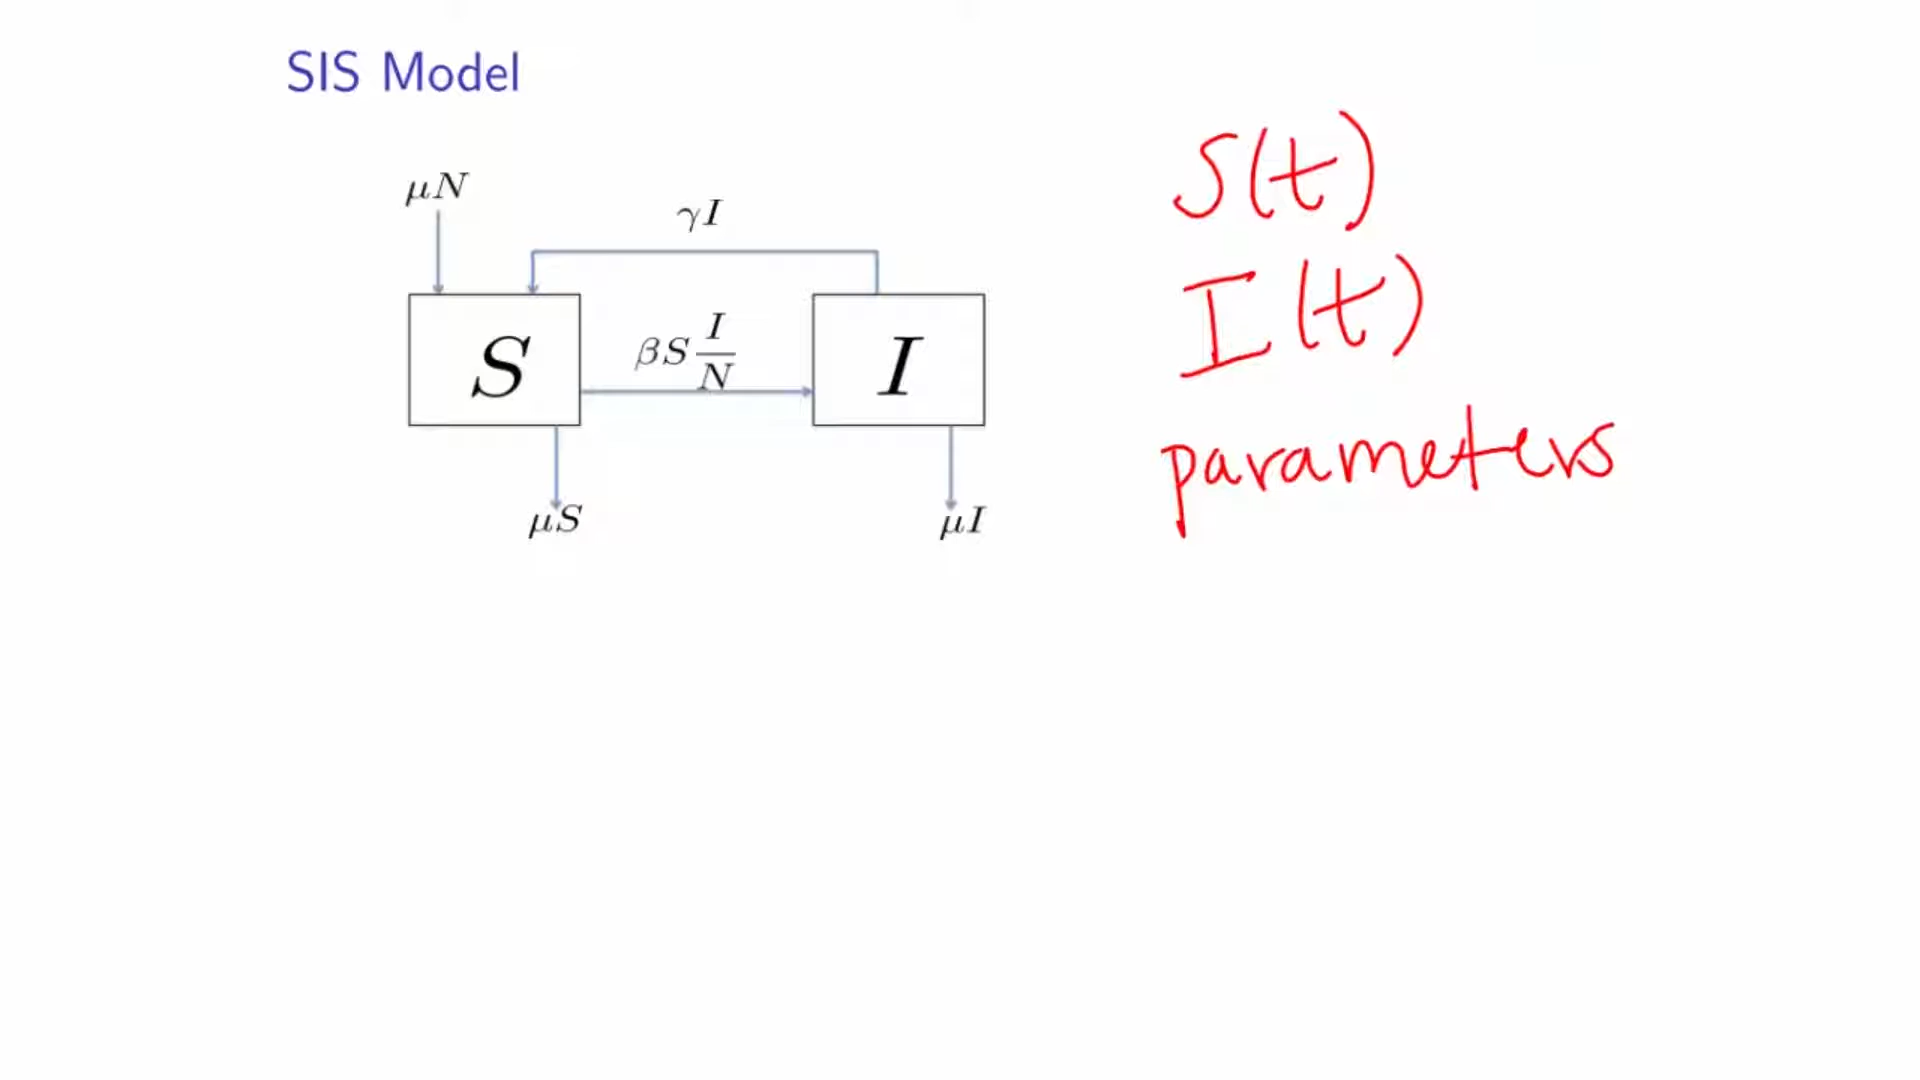 SIS Model
μN
γI
S
βS I/N
I
μS
μI
S(t)
I(t)
parameters